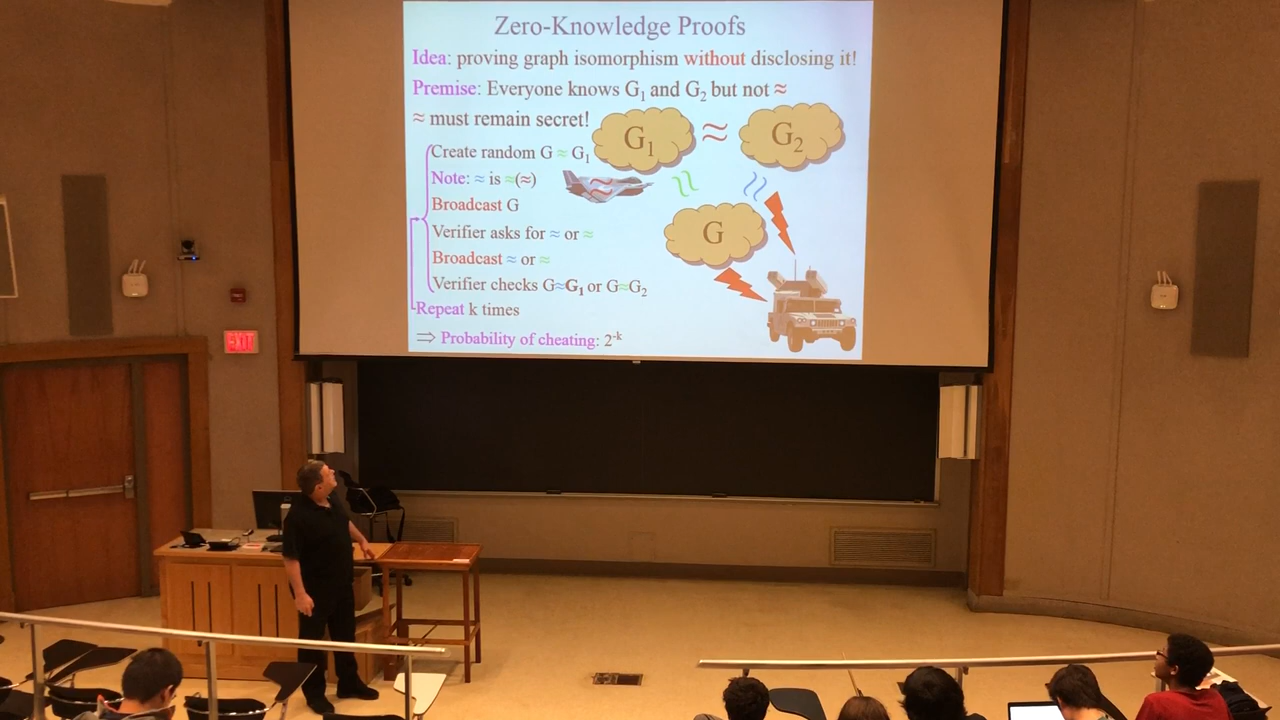 Zero-Knowledge Proofs
Idea: proving graph isomorphism without disclosing it!
Premise: Everyone knows G₁ and G₂ but not ≈
≈ must remain secret!
G₁ ≈ G₂
Create random G ≈ G₁
Note: ≈ is ≈(≈)
≈ ≈ ≈
Broadcast G
G
Verifier asks for ≈ or ≈
Broadcast ≈ or ≈
Verifier checks G≈G₁ or G≈G₂
Repeat k times
⇒ Probability of cheating: 2⁻ᵏ
EXIT